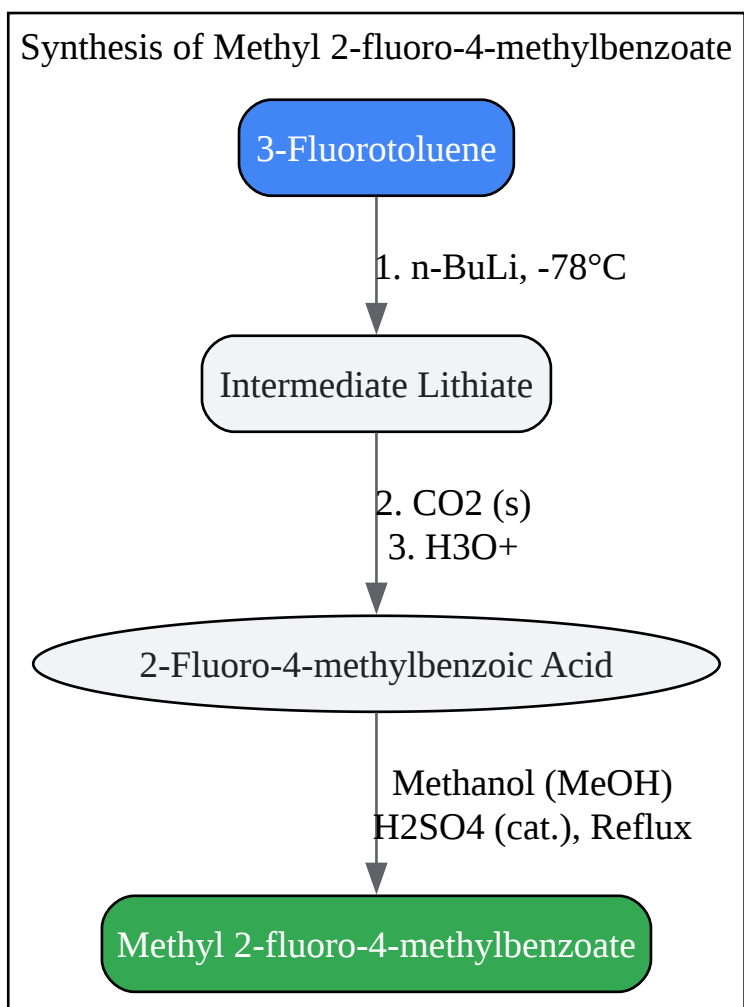 Synthesis of Methyl 2-fluoro-4-methylbenzoate
3-Fluorotoluene
1. n-BuLi, -78°C
Intermediate Lithiate
2. CO2 (s)
3. H3O+
2-Fluoro-4-methylbenzoic Acid
Methanol (MeOH)
H2SO4 (cat.), Reflux
Methyl 2-fluoro-4-methylbenzoate